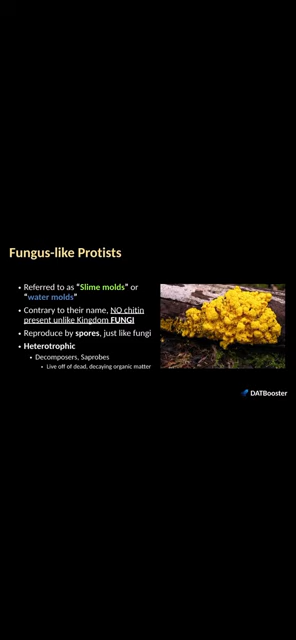 Fungus-like Protists
• Referred to as "Slime molds" or
"water molds"
• Contrary to their name, NO chitin
present unlike Kingdom FUNGI
• Reproduce by spores, just like fungi
• Heterotrophic
• Decomposers, Saprobes
• Live off of dead, decaying organic matter
DATBooster